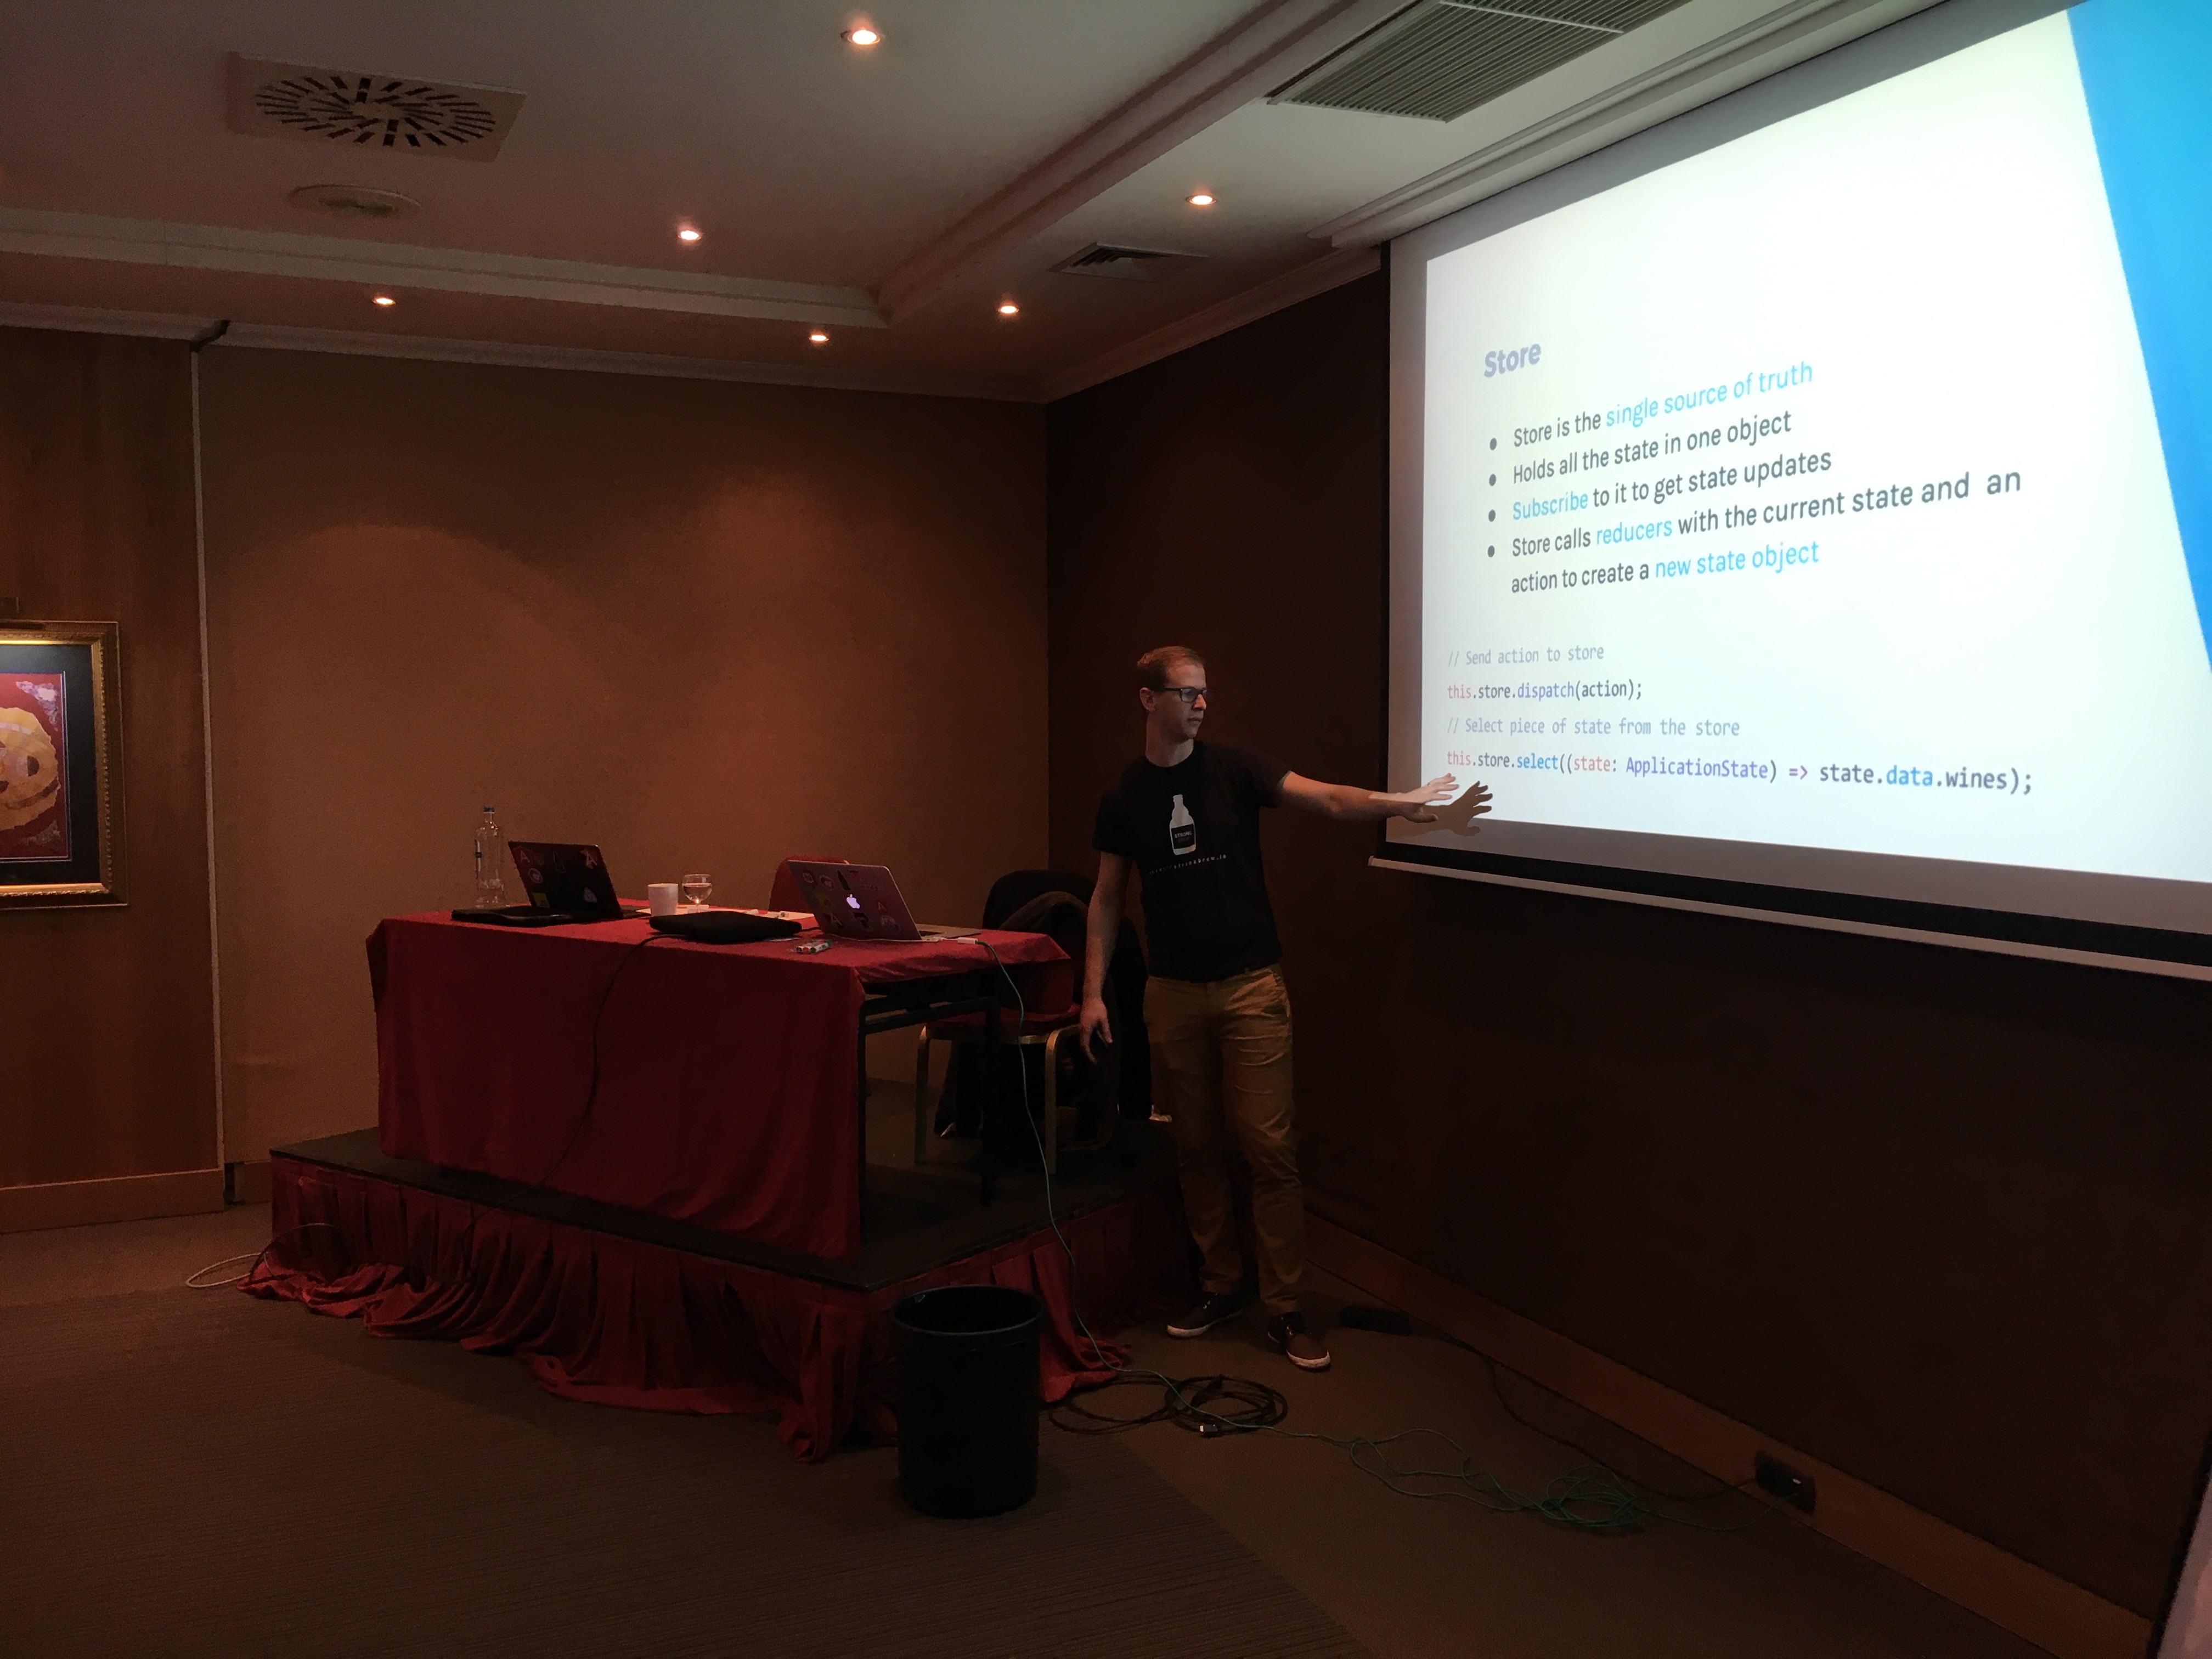 Store
● Store is the single source of truth
● Holds all the state in one object
● Subscribe to it to get state updates
● Store calls reducers with the current state and an
action to create a new state object
// Send action to store
this.store.dispatch(action);
// Select piece of state from the store
this.store.select((state: ApplicationState) => state.data.wines);